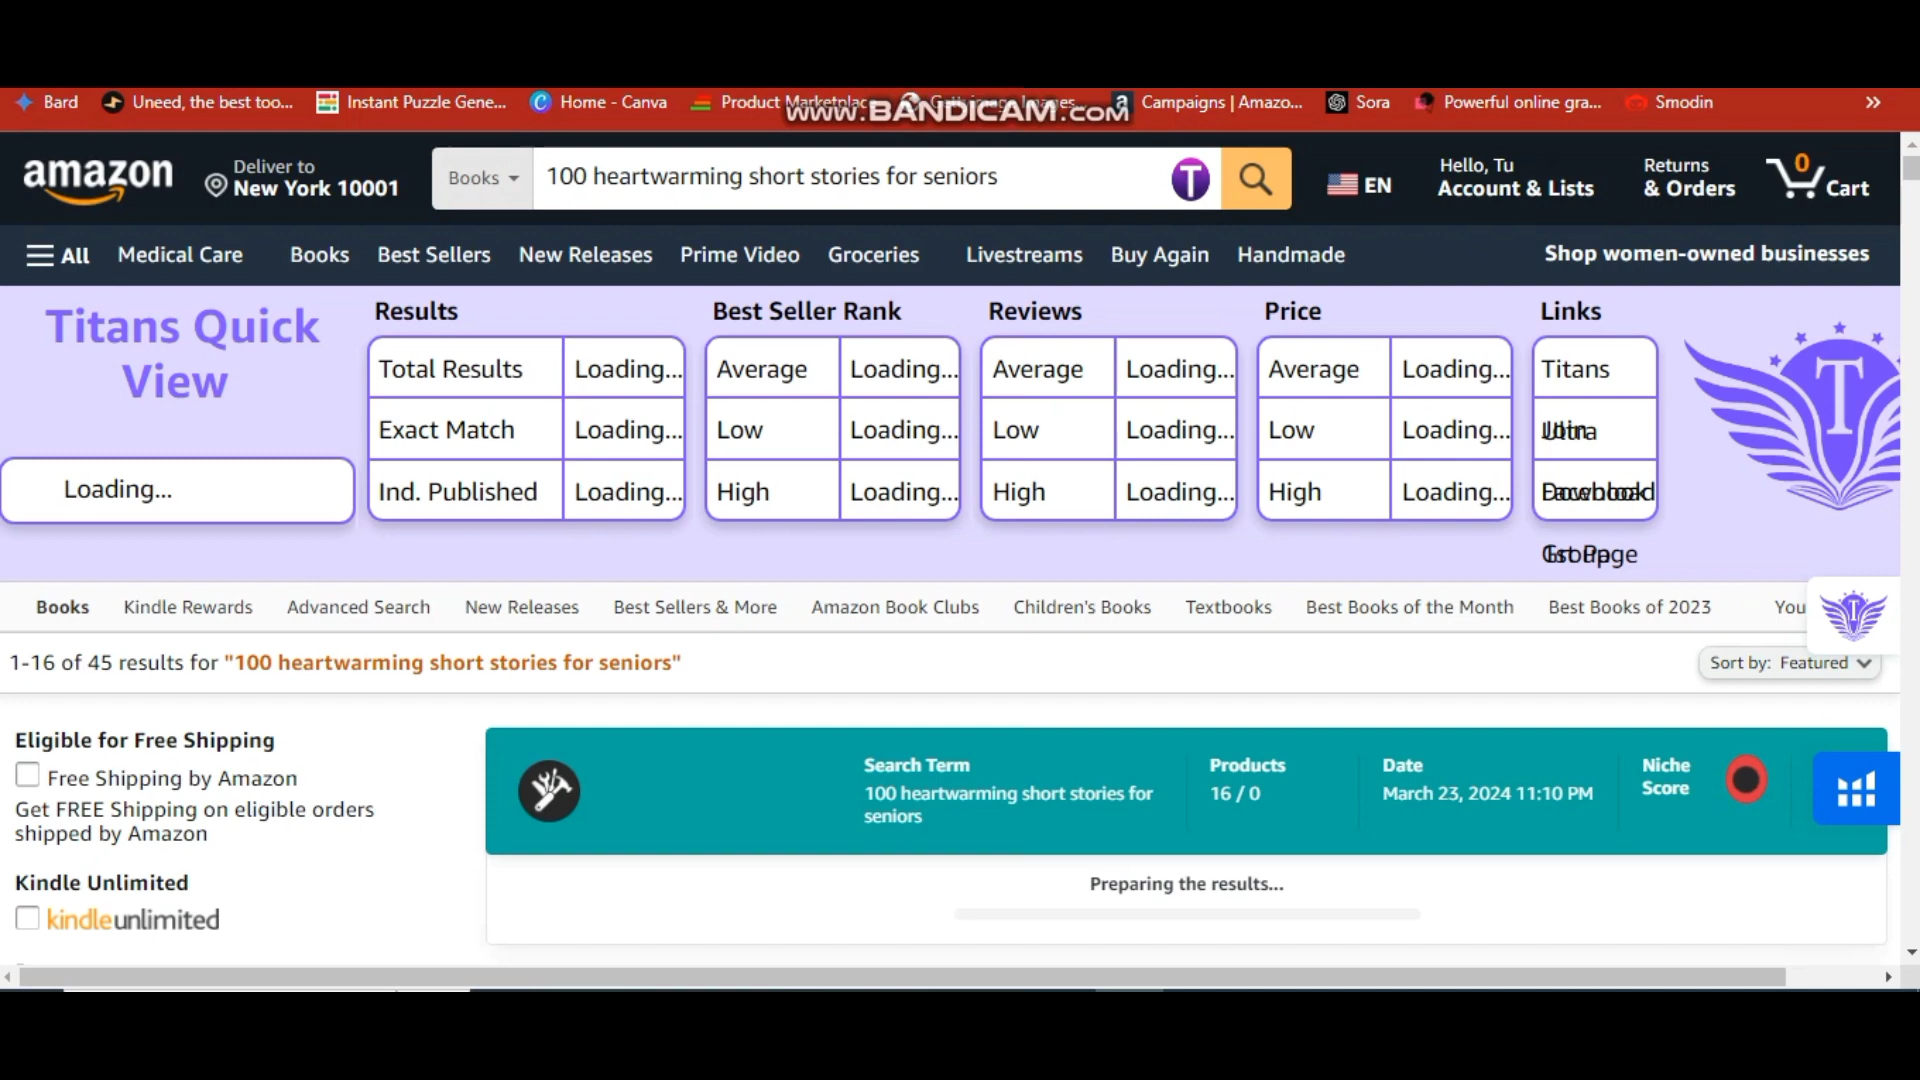 Bard
Uneed, the best too...
Instant Puzzle Gene...
Home - Canva
Product Marketplace
Campaigns | Amazo...
Sora
Powerful online gra...
Smodin
»
www.BANDICAM.com
amazon
Deliver to
New York 10001
Books
100 heartwarming short stories for seniors
T
EN
Hello, Tu
Account & Lists
Returns
& Orders
0
Cart
All
Medical Care
Books
Best Sellers
New Releases
Prime Video
Groceries
Livestreams
Buy Again
Handmade
Shop women-owned businesses
Titans Quick
View
Loading...
Results
Total Results Loading...
Exact Match Loading...
Ind. Published Loading...
Best Seller Rank
Average Loading...
Low Loading...
High Loading...
Reviews
Average Loading...
Low Loading...
High Loading...
Price
Average Loading...
Low Loading...
High Loading...
Links
Titans
T
Books
Kindle Rewards
Advanced Search
New Releases
Best Sellers & More
Amazon Book Clubs
Children's Books
Textbooks
Best Books of the Month
Best Books of 2023
You
T
1-16 of 45 results for "100 heartwarming short stories for seniors"
Sort by: Featured
Eligible for Free Shipping
Free Shipping by Amazon
Get FREE Shipping on eligible orders
shipped by Amazon
Kindle Unlimited
kindleunlimited
Search Term
100 heartwarming short stories for
seniors
Products
16 / 0
Date
March 23, 2024 11:10 PM
Niche
Score
Preparing the results...